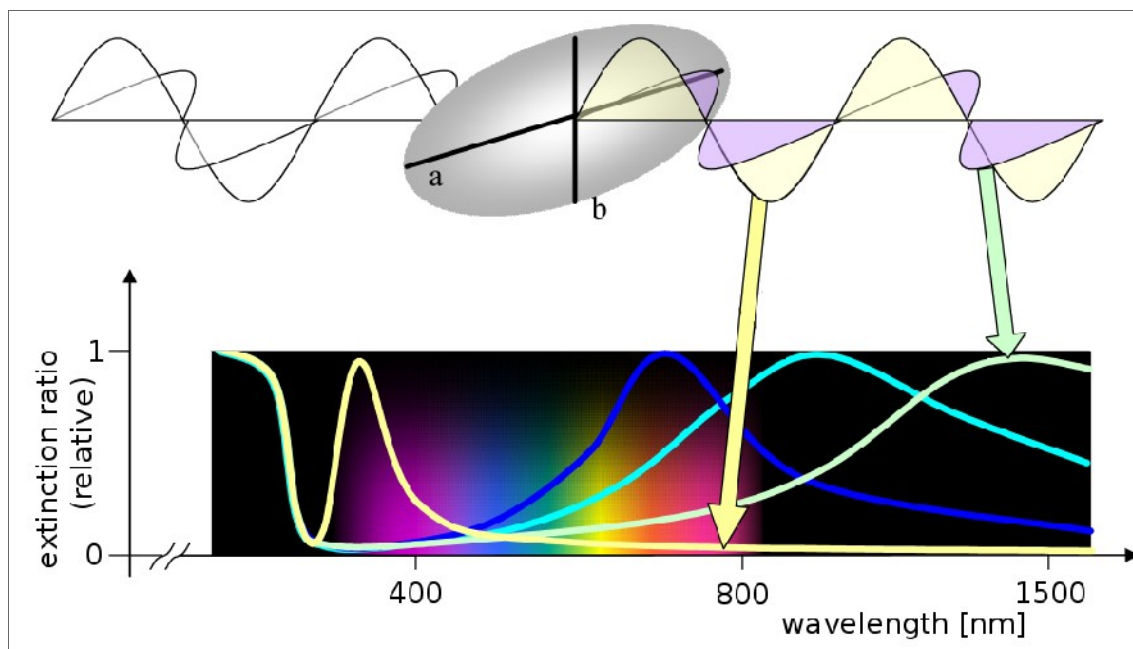 a
b
extinction ratio
(relative)
1
0
400
800
1500
wavelength [nm]